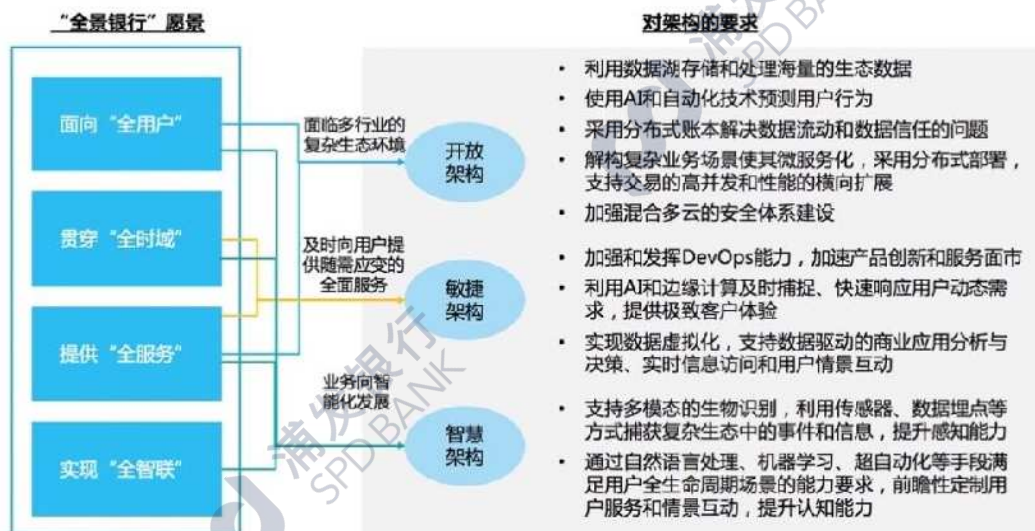 “全景银行”愿景
对架构的要求
面向“全用户”
贯穿“全时域”
提供“全服务”
实现“全智联”
面临多行业的
复杂生态环境
及时向用户提
供随需应变的
全面服务
业务向智
能化发展
开放
架构
敏捷
架构
智慧
架构
• 利用数据湖存储和处理海量的生态数据
• 使用AI和自动化技术预测用户行为
• 采用分布式账本解决数据流动和数据信任的问题
• 解构复杂业务场景使其微服务化，采用分布式部署，
支持交易的高并发和性能的横向扩展
• 加强混合多云的安全体系建设
• 加强和发挥DevOps能力，加速产品创新和服务面市
• 利用AI和边缘计算及时捕捉、快速响应用户动态需
求，提供极致客户体验
• 实现数据虚拟化，支持数据驱动的商业应用分析与
决策、实时信息访问和用户情景互动
• 支持多模态的生物识别，利用传感器、数据埋点等
方式捕获复杂生态中的事件和信息，提升感知能力
• 通过自然语言处理、机器学习、超自动化等手段满
足用户全生命周期场景的能力要求，前瞻性定制用
户服务和情景互动，提升认知能力
浦发银行
SPD BANK
SPD BANK